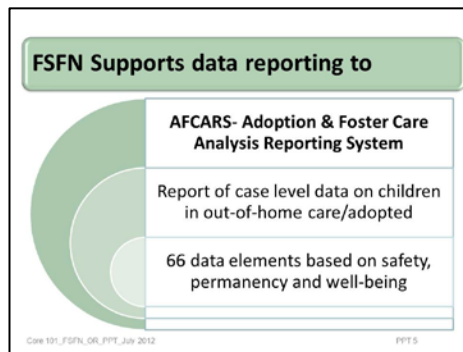 FSFN Supports data reporting to
AFCARS- Adoption & Foster Care
Analysis Reporting System
Report of case level data on children
in out-of-home care/adopted
66 data elements based on safety,
permanency and well-being
Core 101_FSFN_OR_PPT_July 2012
PPT 5